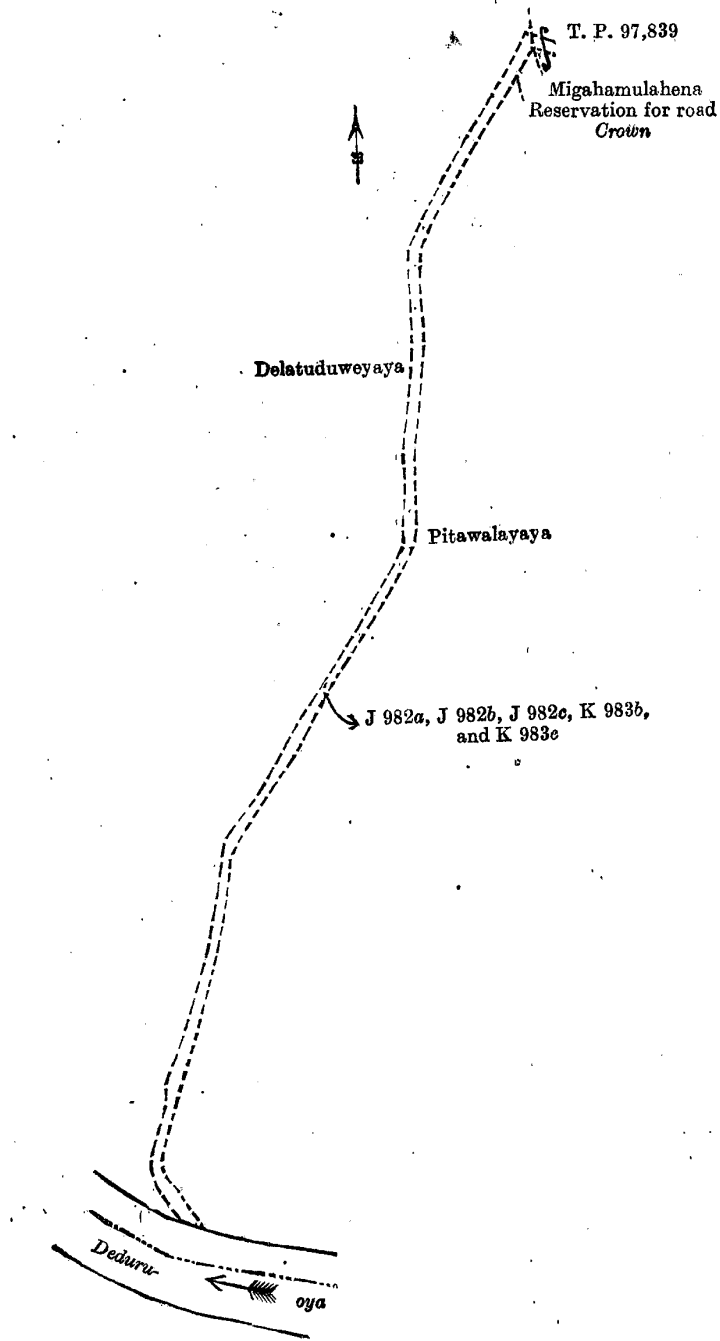 T. P. 97,839
Migahamulahena
Reservation for road
Crown
Delatuduweyaya
Pitawalayaya
J 982a, J 982b, J 982c, K 983b,
and K 983c
Deduru
oya